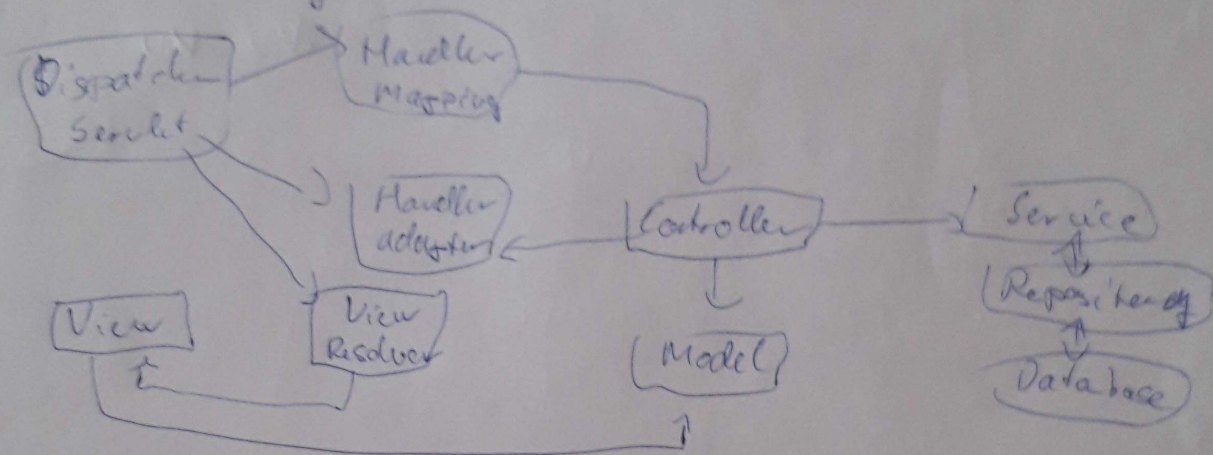 Dispatcher
Servlet
Handler
Mapping
Handler
adapter
Controller
Service
Repository
Database
View
View
Resolver
Model